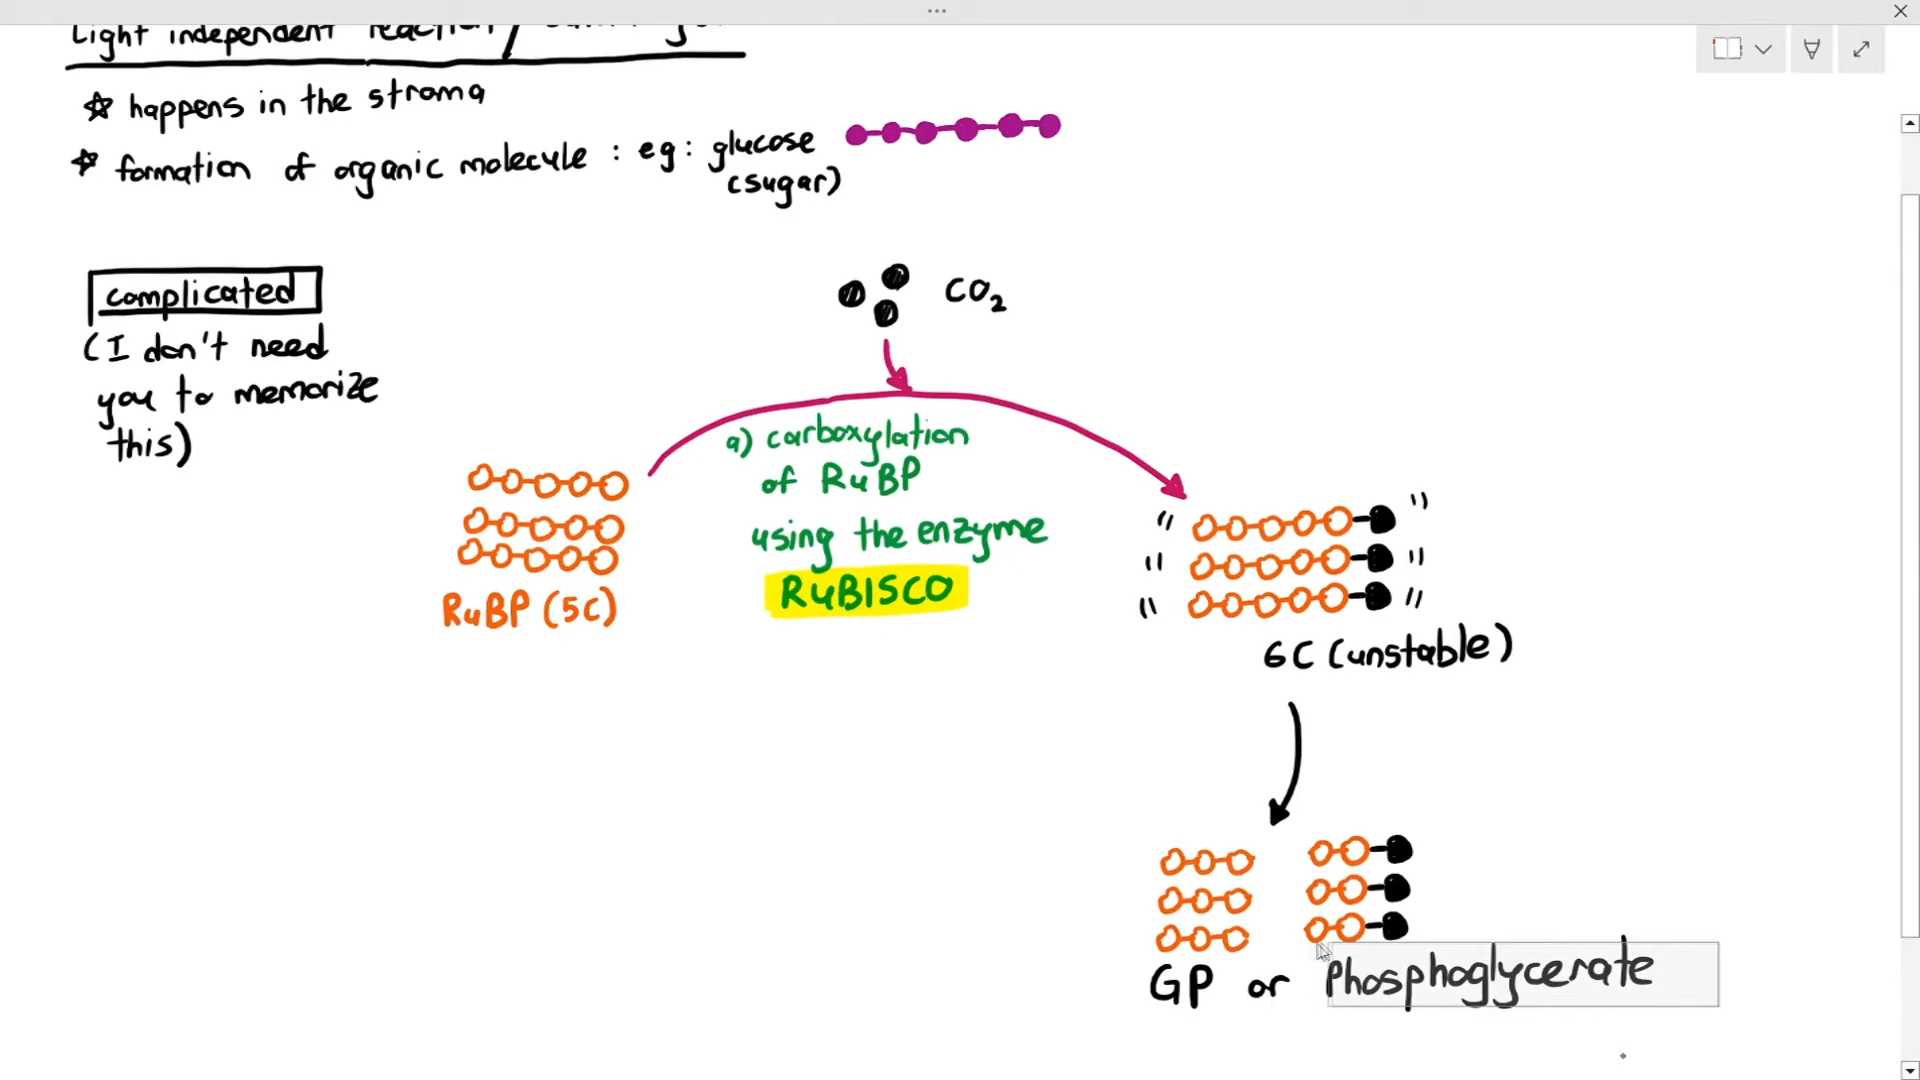 Light independent reaction /
☆ happens in the stroma
☆ formation of organic molecule : eg : glucose
(sugar)
complicated
(I don't need
you to memorize
this)
CO₂
a) carboxylation
of RuBP
using the enzyme
RuBISCO
RuBP (5C)
6C (unstable)
GP or Phosphoglycerate